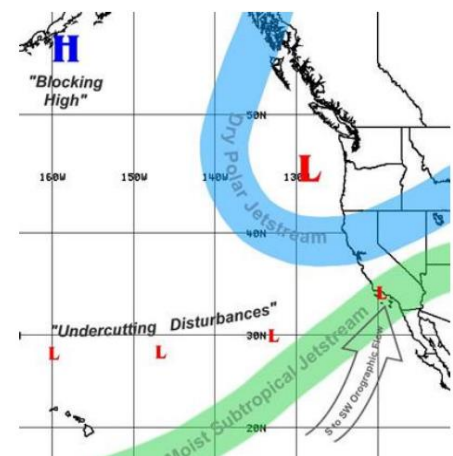 H
"Blocking
High"
50N
Dry Polar Jetstream
L
160W
150W
140W
130
40N
"Undercutting Disturbances"
L
L
L
L
30N
S to SW Orographic Flow
Moist Subtropical Jetstream
20N